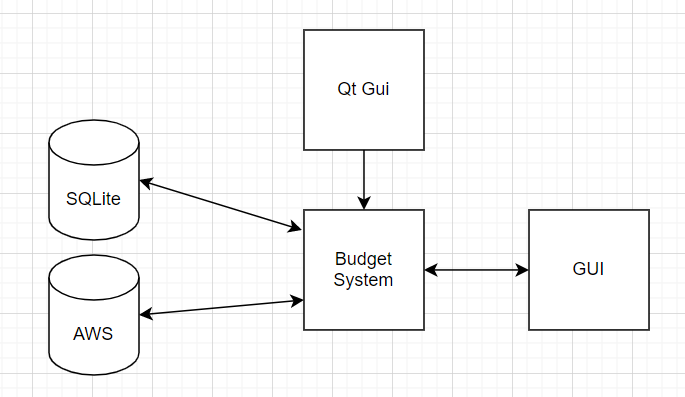 Qt Gui
SQLite
Budget
System
GUI
AWS